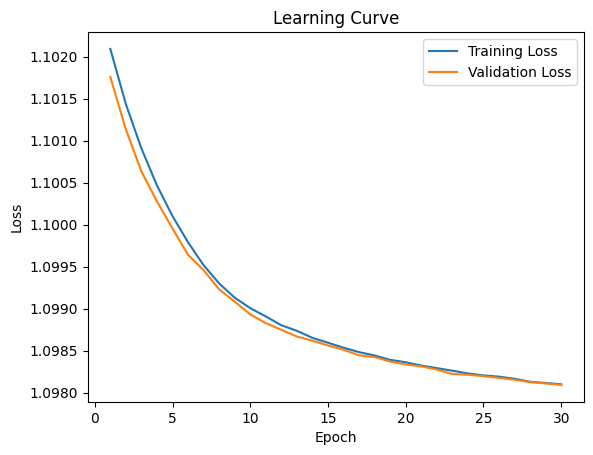 Learning Curve
Training Loss
Validation Loss
1.1020
1.1015
1.1010
1.1005
1.1000
1.0995
1.0990
1.0985
1.0980
Loss
0 5 10 15 20 25 30
Epoch